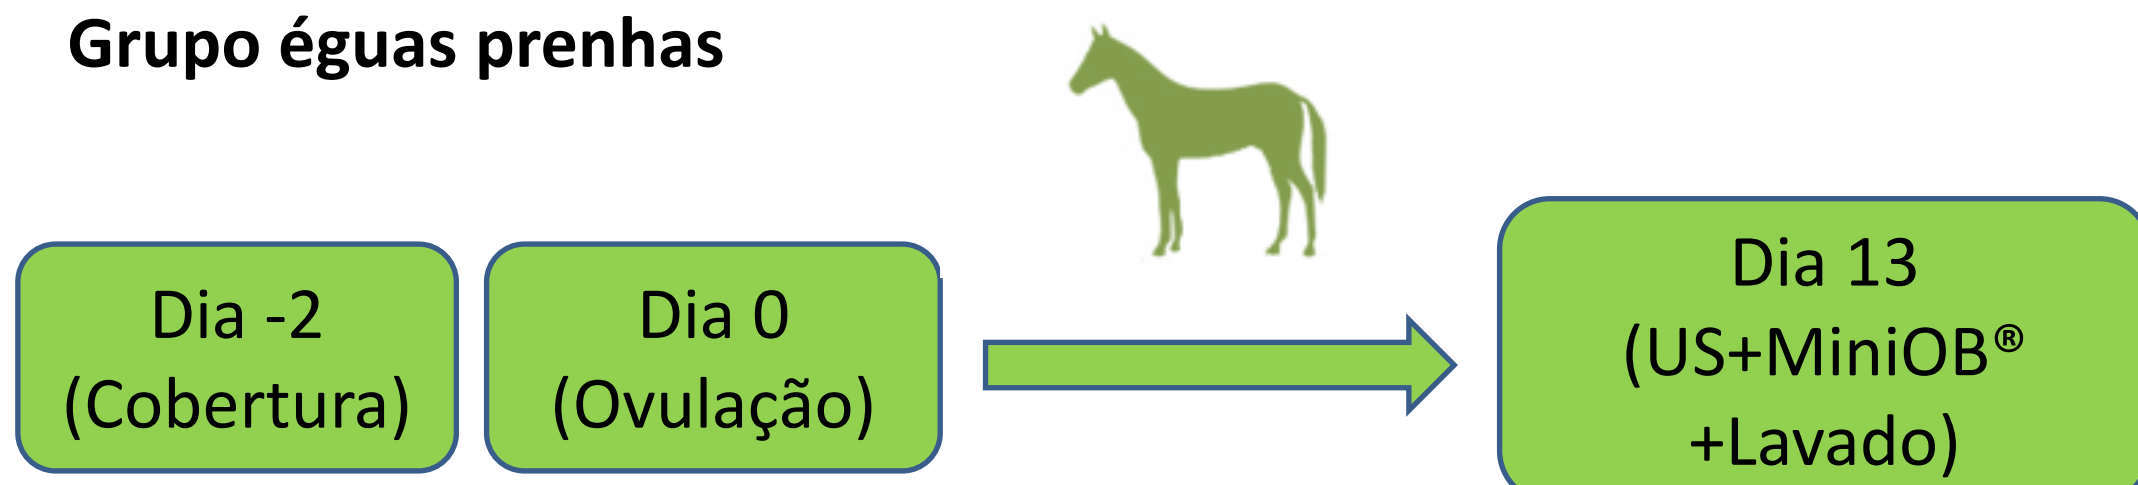 Grupo éguas prenhas
Dia -2
(Cobertura)
Dia 0
(Ovulação)
Dia 13
(US+MiniOB®
+Lavado)